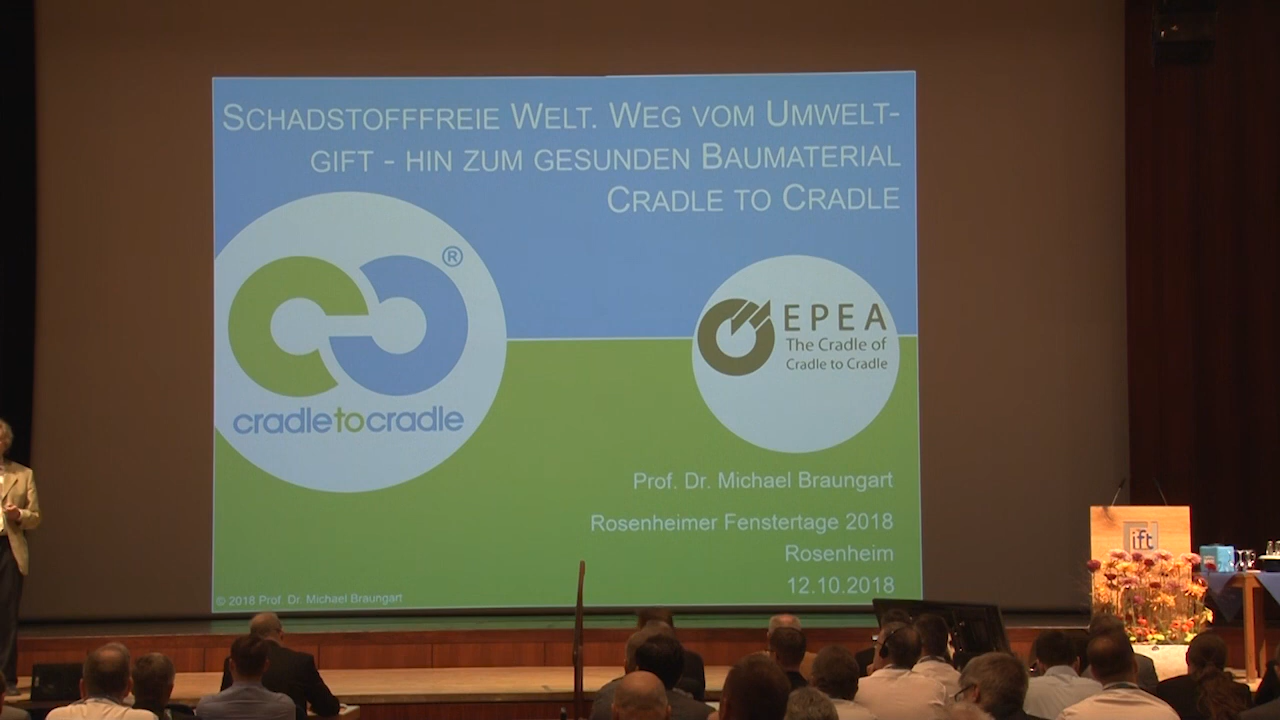 SCHADSTOFFFREIE WELT. WEG VOM UMWELT-
GIFT - HIN ZUM GESUNDEN BAUMATERIAL
CRADLE TO CRADLE
®
cradletocradle
EPEA
The Cradle of
Cradle to Cradle
Prof. Dr. Michael Braungart
Rosenheimer Fenstertage 2018
Rosenheim
12.10.2018
© 2018 Prof. Dr. Michael Braungart
ift